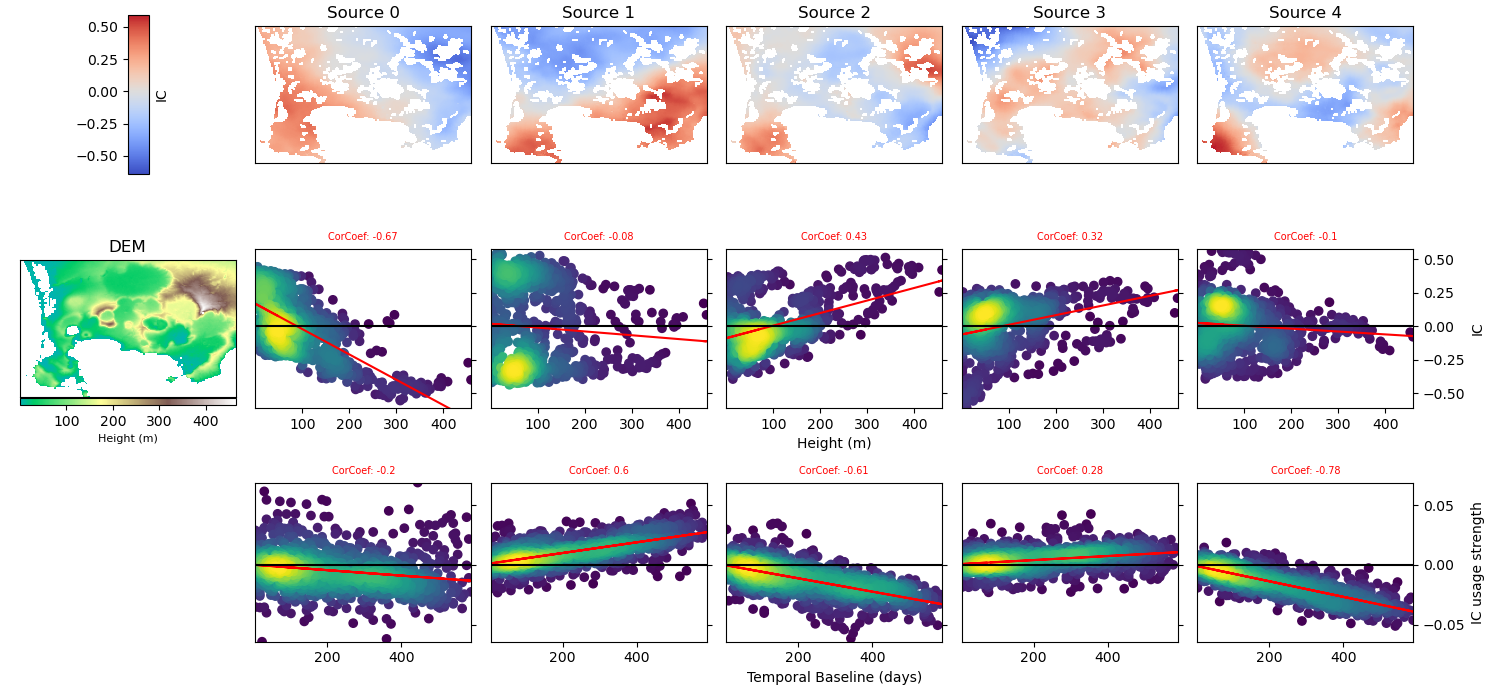 Source 0
Source 1
Source 2
Source 3
Source 4
0.50
0.25
0.00
−0.25
−0.50
IC
DEM
100
200
300
400
Height (m)
CorCoef: -0.67
CorCoef: -0.08
CorCoef: 0.43
CorCoef: 0.32
CorCoef: -0.1
0.50
0.25
0.00
−0.25
−0.50
IC
100 200 300 400
100 200 300 400
100 200 300 400
100 200 300 400
100 200 400
Height (m)
CorCoef: -0.2
CorCoef: 0.6
CorCoef: -0.61
CorCoef: 0.28
CorCoef: -0.78
0.05
0.00
−0.05
IC usage strength
200 400
200 400
200 400
200 400
200 400
Temporal Baseline (days)